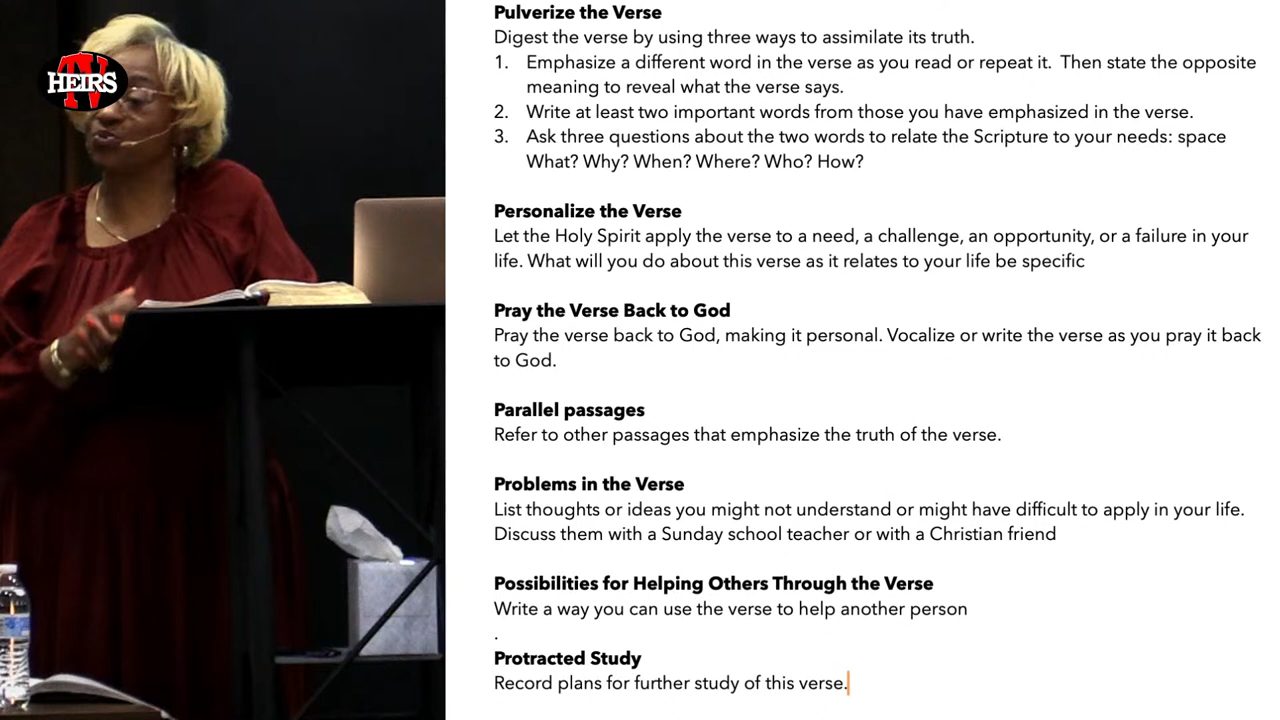 HEIRS
Pulverize the Verse
Digest the verse by using three ways to assimilate its truth.
1. Emphasize a different word in the verse as you read or repeat it.  Then state the opposite
meaning to reveal what the verse says.
2. Write at least two important words from those you have emphasized in the verse.
3. Ask three questions about the two words to relate the Scripture to your needs: space
What? Why? When? Where? Who? How?
Personalize the Verse
Let the Holy Spirit apply the verse to a need, a challenge, an opportunity, or a failure in your
life. What will you do about this verse as it relates to your life be specific
Pray the Verse Back to God
Pray the verse back to God, making it personal. Vocalize or write the verse as you pray it back
to God.
Parallel passages
Refer to other passages that emphasize the truth of the verse.
Problems in the Verse
List thoughts or ideas you might not understand or might have difficult to apply in your life.
Discuss them with a Sunday school teacher or with a Christian friend
Possibilities for Helping Others Through the Verse
Write a way you can use the verse to help another person
.
Protracted Study
Record plans for further study of this verse.